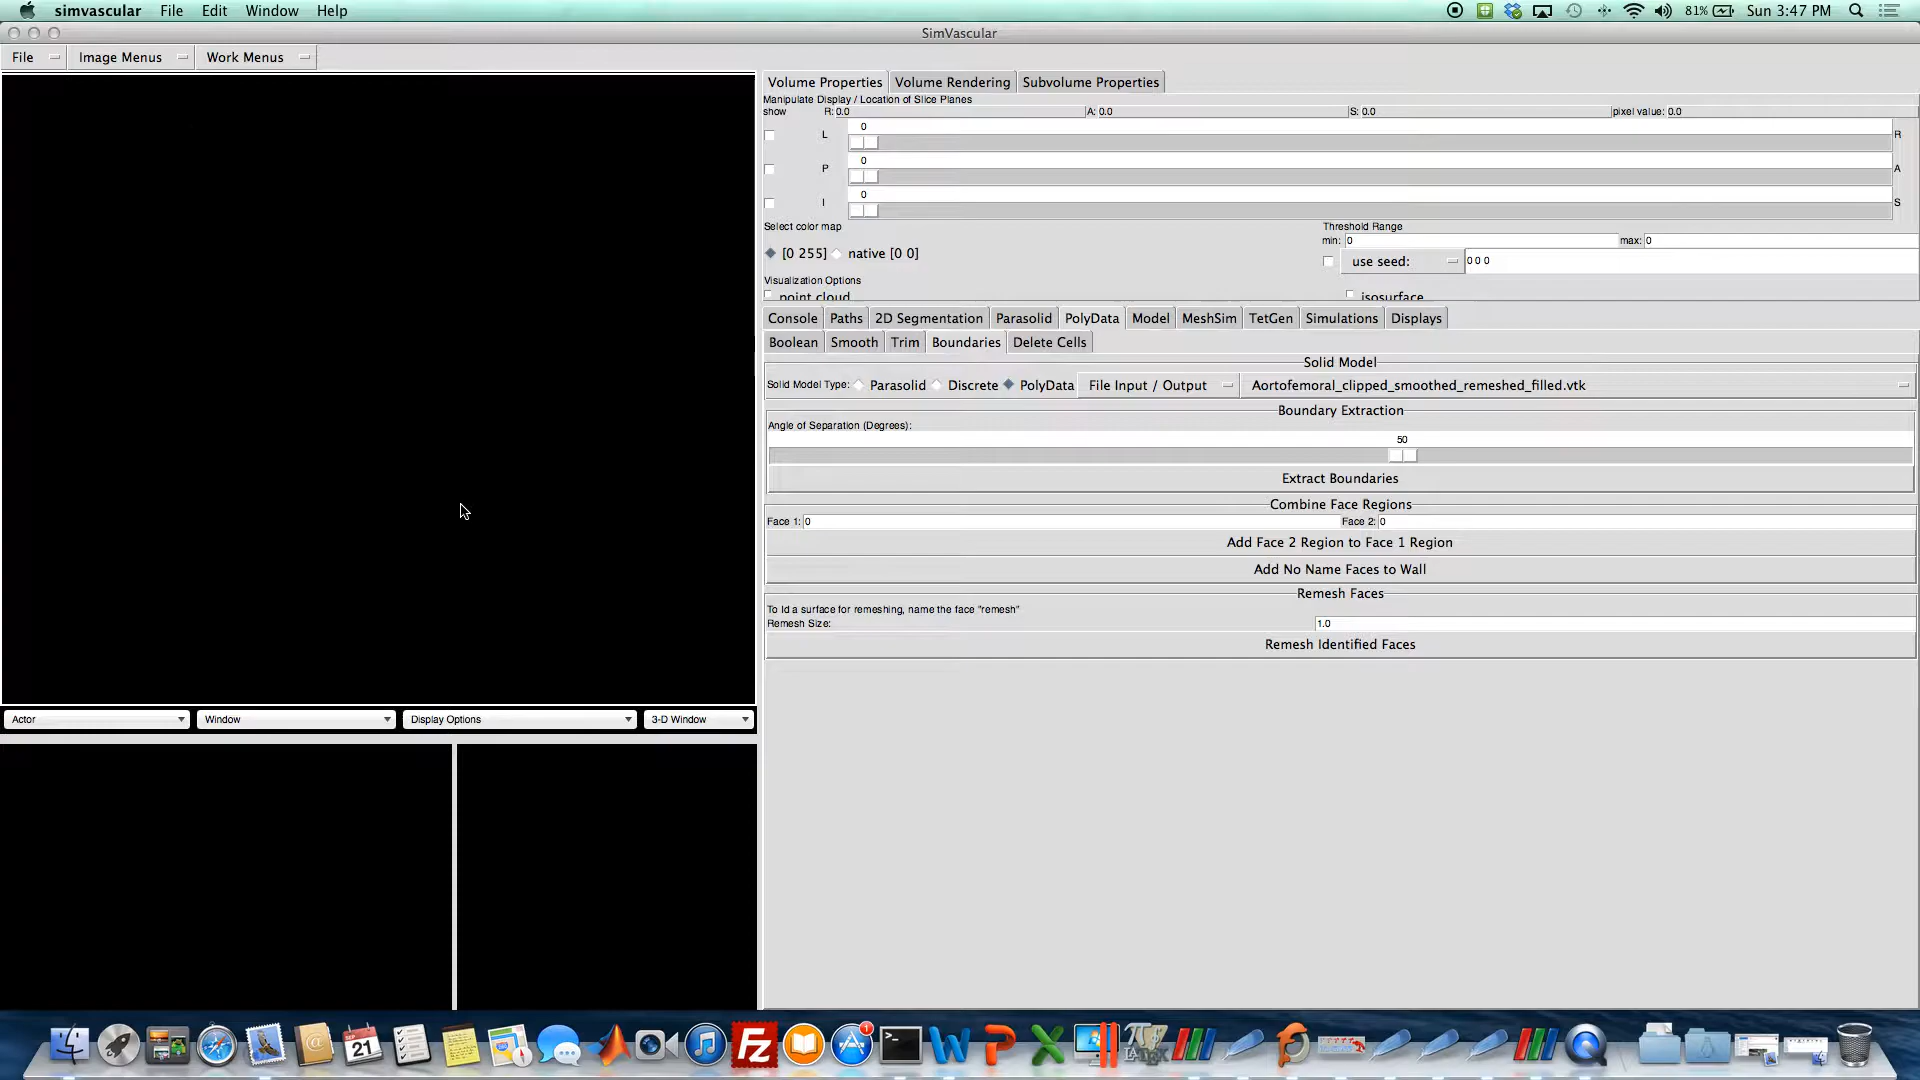 simvascular File Edit Window Help 81% Sun 3:47 PM
SimVascular
File Image Menus Work Menus
Volume Properties Volume Rendering Subvolume Properties
Manipulate Display / Location of Slice Planes
show R: 0.0 A: 0.0 S: 0.0 pixel value: 0.0
0
L R
0
P A
0
I S
Select color map Threshold Range
min: 0 max: 0
[0 255] native [0 0] use seed: 0 0 0
Visualization Options
point cloud isosurface
Console Paths 2D Segmentation Parasolid PolyData Model MeshSim TetGen Simulations Displays
Boolean Smooth Trim Boundaries Delete Cells
Solid Model
Solid Model Type: Parasolid Discrete PolyData File Input / Output Aortofemoral_clipped_smoothed_remeshed_filled.vtk
Boundary Extraction
Angle of Separation (Degrees):
50
Extract Boundaries
Combine Face Regions
Face 1: 0 Face 2: 0
Add Face 2 Region to Face 1 Region
Add No Name Faces to Wall
Remesh Faces
To Id a surface for remeshing, name the face "remesh"
Remesh Size: 1.0
Remesh Identified Faces
Actor Window Display Options 3-D Window
SEP
21
1